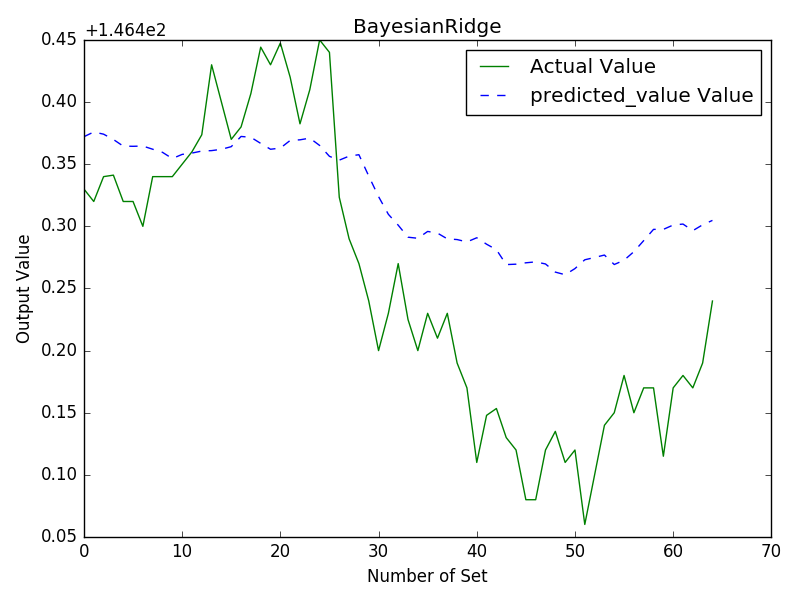 BayesianRidge
+1.464e2
Actual Value
predicted_value Value
0.45
0.40
0.35
0.30
0.25
0.20
0.15
0.10
0.05
Output Value
0 10 20 30 40 50 60 70
Number of Set